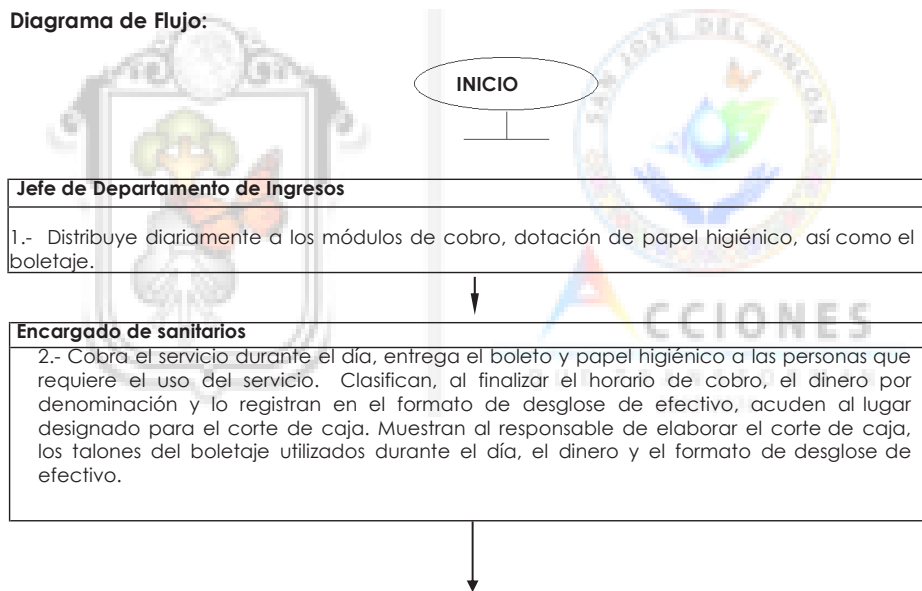 Diagrama de Flujo:
SAN JOSE DEL RINCON
INICIO
Jefe de Departamento de Ingresos
1.- Distribuye diariamente a los módulos de cobro, dotación de papel higiénico, así como el
boletaje.
ACCIONES
Encargado de sanitarios
2.- Cobra el servicio durante el día, entrega el boleto y papel higiénico a las personas que
requiere el uso del servicio. Clasifican, al finalizar el horario de cobro, el dinero por
denominación y lo registran en el formato de desglose de efectivo, acuden al lugar
designado para el corte de caja. Muestran al responsable de elaborar el corte de caja,
los talones del boletaje utilizados durante el día, el dinero y el formato de desglose de
efectivo.